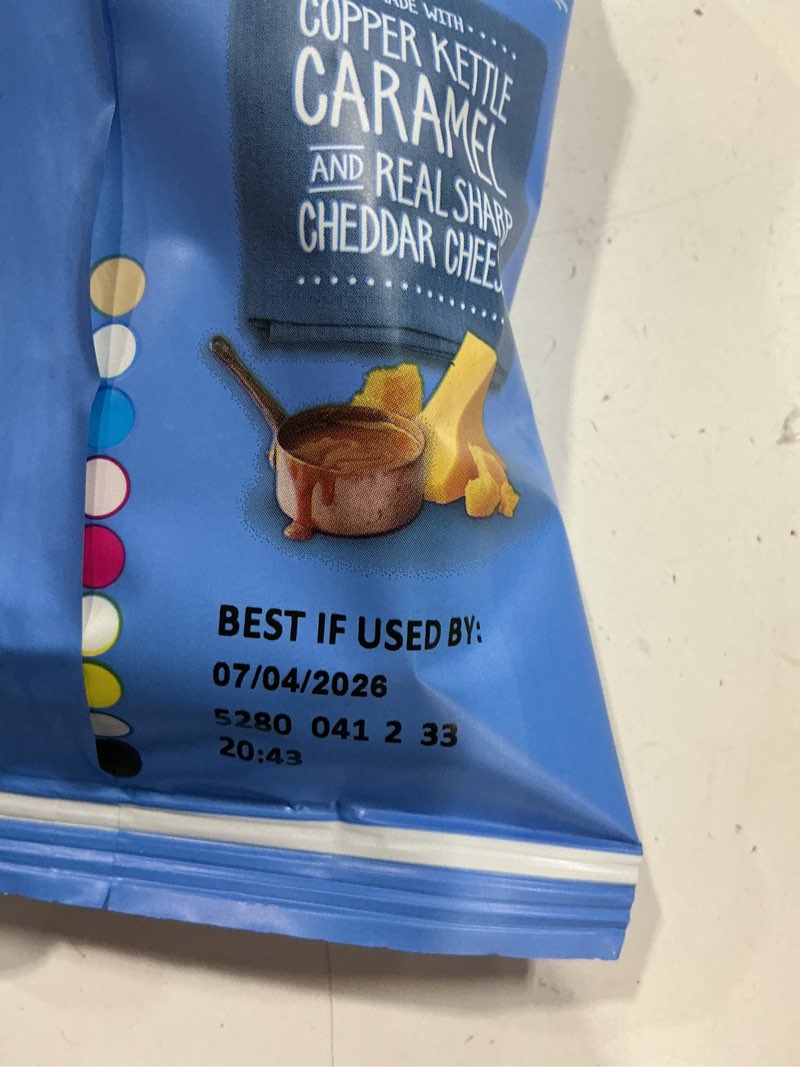 WITH
COPPER KETTLE
CARAMEL
AND REAL SHARP
CHEDDAR
BEST IF USED BY:
07/04/2026
5280 041 2 33
20:43